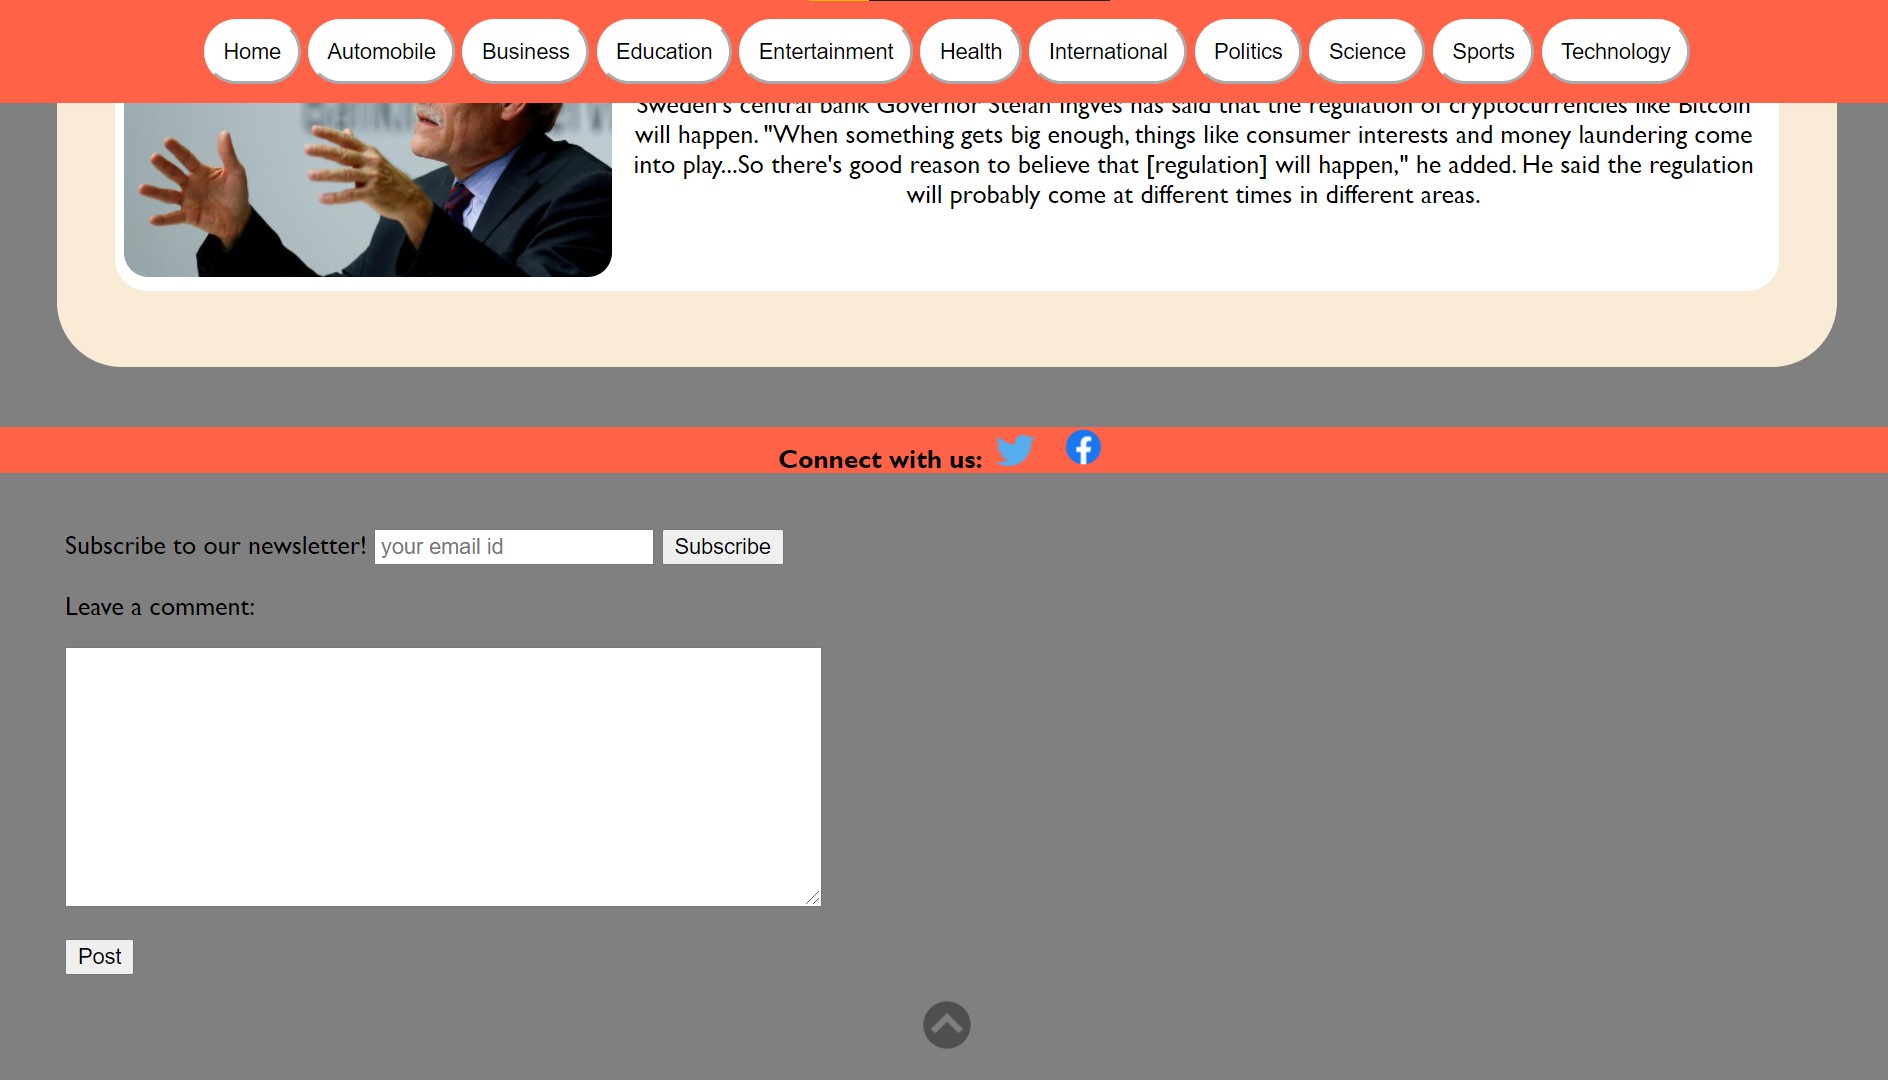 Home Automobile Business Education Entertainment Health International Politics Science Sports Technology
Sweden's central bank Governor Stefan Ingves has said that the regulation of cryptocurrencies like Bitcoin
will happen. "When something gets big enough, things like consumer interests and money laundering come
into play...So there's good reason to believe that [regulation] will happen," he added. He said the regulation
will probably come at different times in different areas.
Connect with us:
Subscribe to our newsletter! your email id Subscribe
Leave a comment:
Post